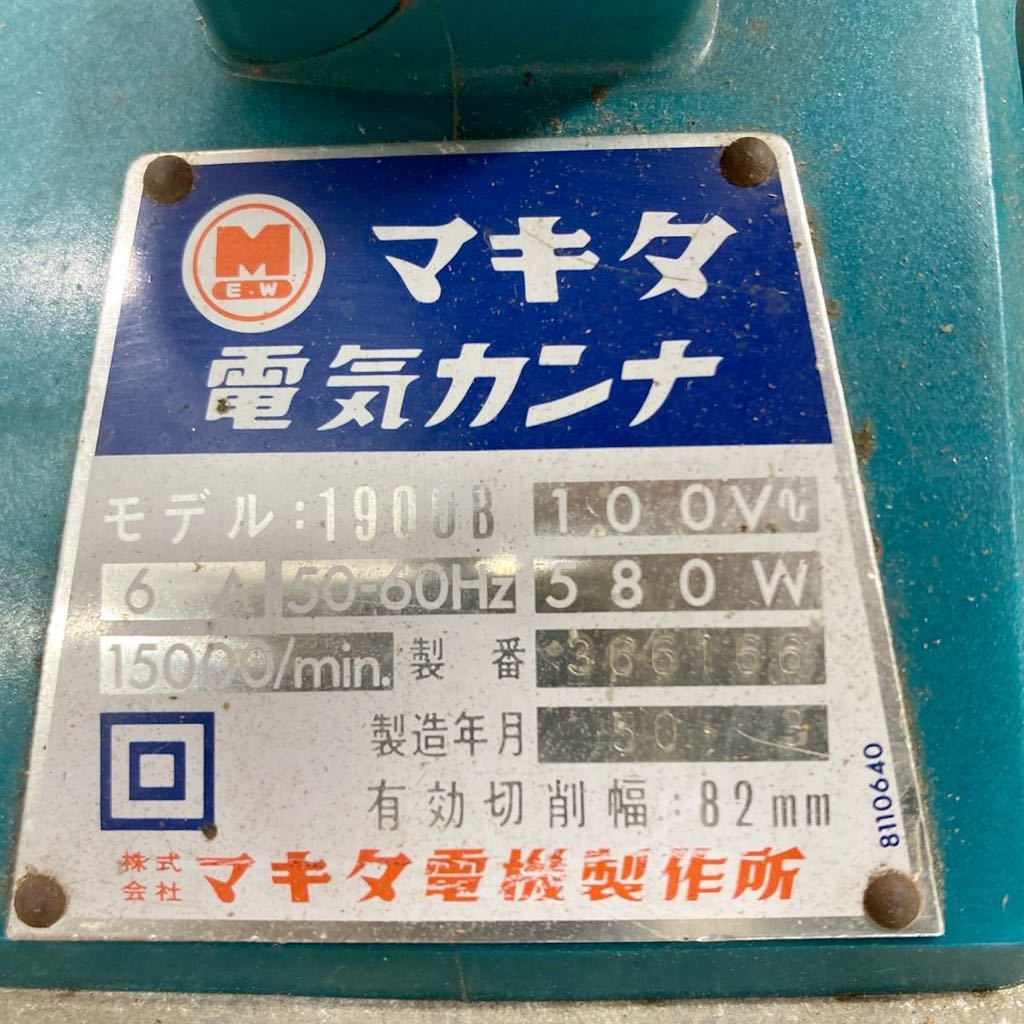 M
E.W
マキタ
電気カンナ
モデル:1900B 100V∿
6 A 50-60Hz 580W
15000/min. 製番 366166
製造年月 50. 9
有効切削幅:82mm
8110640
株式会社 マキタ電機製作所